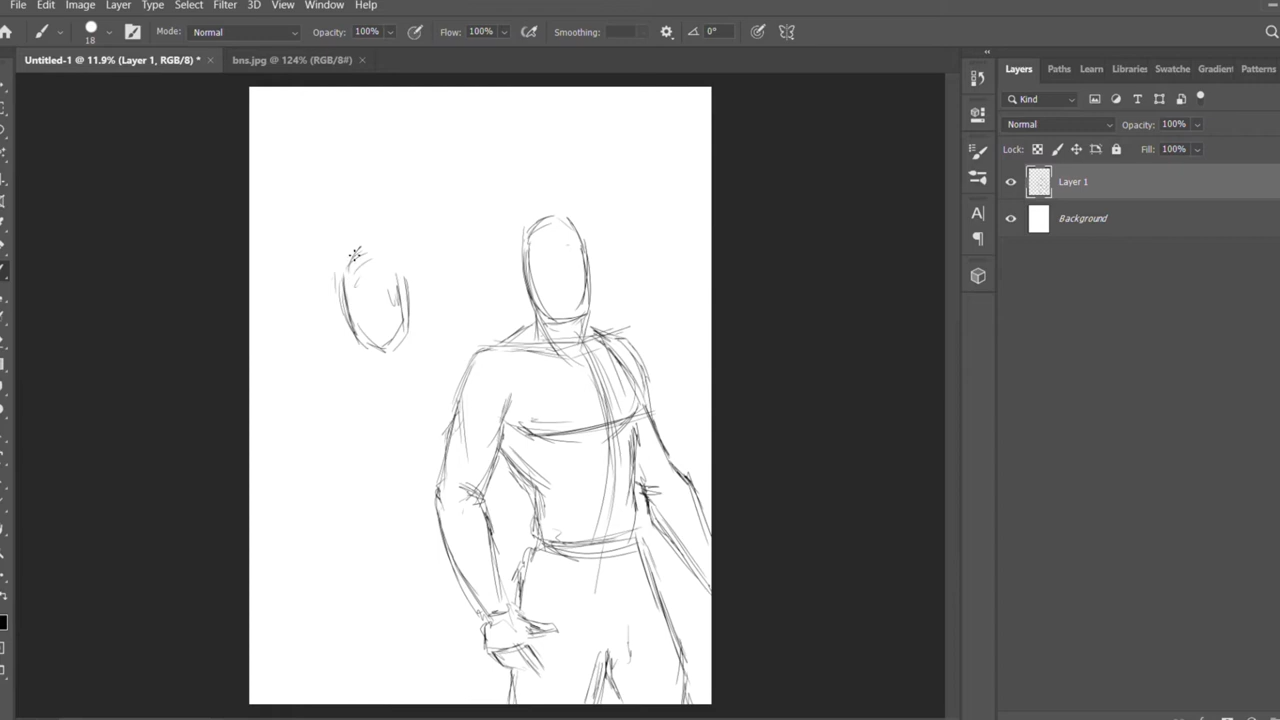 File Edit Image Layer Type Select Filter 3D View Window Help
18 Mode: Normal Opacity: 100% Flow: 100% Smoothing: 0°
Untitled-1 @ 11.9% (Layer 1, RGB/8) * × bns.jpg @ 124% (RGB/8#) ×
Layers Paths Learn Libraries Swatche Gradien Patterns
Kind
Normal Opacity: 100%
Lock: Fill: 100%
Layer 1
Background